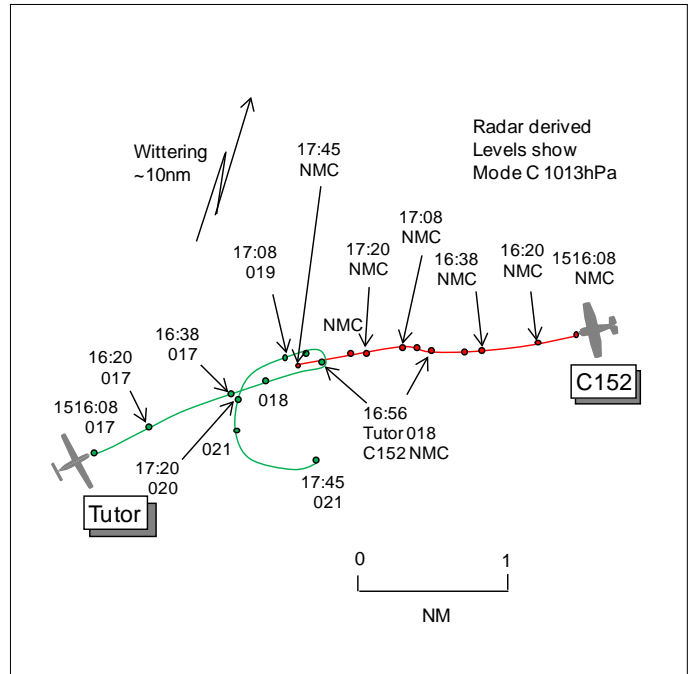 Wittering
~10nm
17:45
NMC
Radar derived
Levels show
Mode C 1013hPa
17:08
NMC
17:20
NMC
17:08
019
16:38
NMC
16:20
NMC
1516:08
NMC
16:38
017
NMC
16:20
017
C152
1516:08
017
018
16:56
Tutor 018
C152 NMC
17:20
020
021
17:45
021
Tutor
0
1
NM